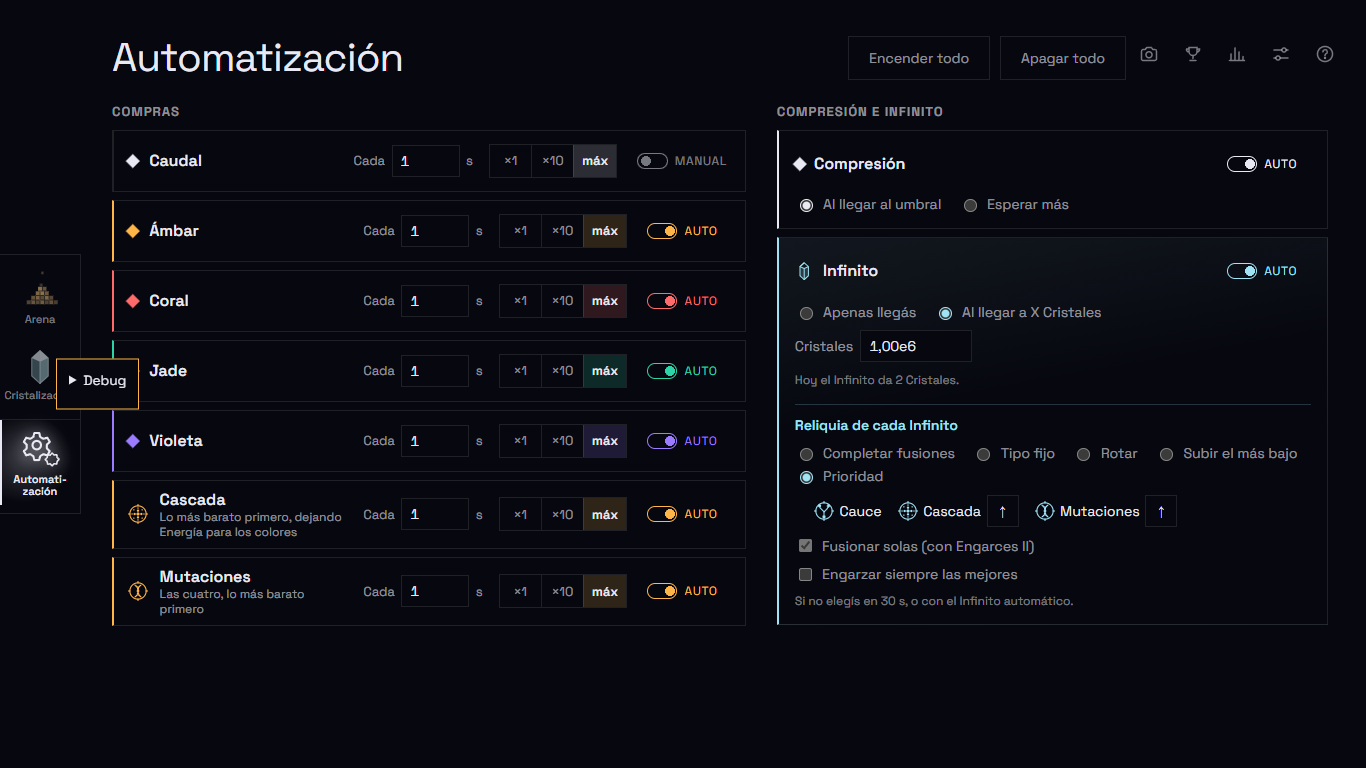 Automatización
Encender todo
Apagar todo
COMPRAS
Caudal
Cada 1 s ×1 ×10 máx MANUAL
Ámbar
Cada 1 s ×1 ×10 máx AUTO
Coral
Cada 1 s ×1 ×10 máx AUTO
Jade
Cada 1 s ×1 ×10 máx AUTO
Violeta
Cada 1 s ×1 ×10 máx AUTO
Cascada
Lo más barato primero, dejando
Energía para los colores
Cada 1 s ×1 ×10 máx AUTO
Mutaciones
Las cuatro, lo más barato
primero
Cada 1 s ×1 ×10 máx AUTO
COMPRESIÓN E INFINITO
Compresión AUTO
Al llegar al umbral Esperar más
Infinito AUTO
Apenas llegás Al llegar a X Cristales
Cristales 1,00e6
Hoy el Infinito da 2 Cristales.
Reliquia de cada Infinito
Completar fusiones Tipo fijo Rotar Subir el más bajo
Prioridad
Cauce Cascada ↑ Mutaciones ↑
Fusionar solas (con Engarces II)
Engarzar siempre las mejores
Si no elegís en 30 s, o con el Infinito automático.
Arena
Debug
Automati-
zación